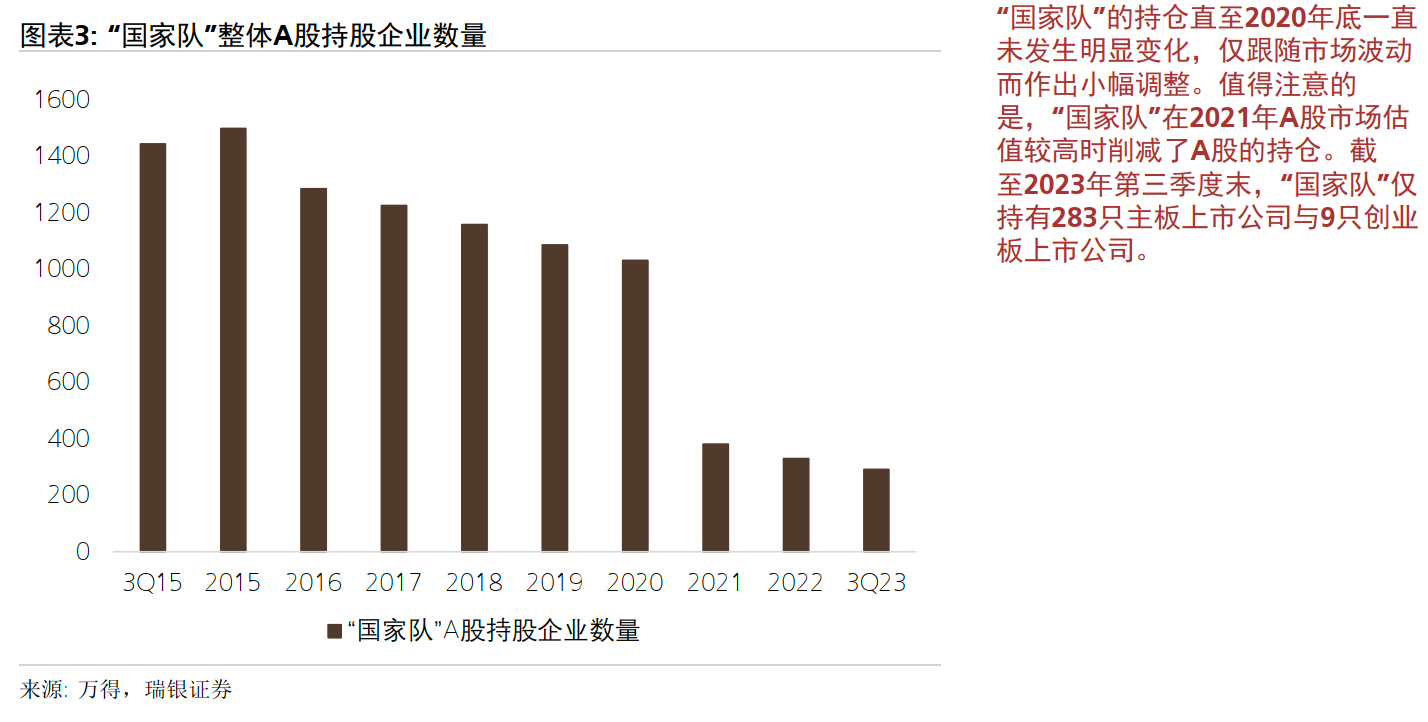 图表3: “国家队”整体A股持股企业数量
1600
1400
1200
1000
800
600
400
200
0
3Q15 2015 2016 2017 2018 2019 2020 2021 2022 3Q23
“国家队”A股持股企业数量
来源: 万得，瑞银证券
“国家队”的持仓直至2020年底一直
未发生明显变化，仅跟随市场波动
而作出小幅调整。值得注意的
是，“国家队”在2021年A股市场估
值较高时削减了A股的持仓。截
至2023年第三季度末，“国家队”仅
持有283只主板上市公司与9只创业
板上市公司。